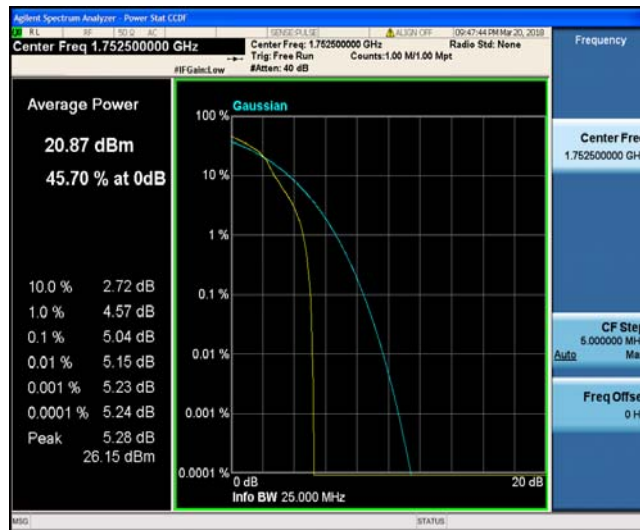 Agilent Spectrum Analyzer - Power Stat CCDF
RL RF 50 Ω AC SENSE:PULSE ALIGN OFF 09:47:44 PM Mar 20, 2018
Center Freq 1.752500000 GHz
Center Freq: 1.752500000 GHz Radio Std: None
Trig: Free Run Counts:1.00 M/1.00 Mpt
#IFGain:Low #Atten: 40 dB
Frequency
Average Power
20.87 dBm
45.70 % at 0dB
10.0 % 2.72 dB
1.0 % 4.57 dB
0.1 % 5.04 dB
0.01 % 5.15 dB
0.001 % 5.23 dB
0.0001 % 5.24 dB
Peak 5.28 dB
26.15 dBm
Gaussian
100 %
10 %
1 %
0.1 %
0.01 %
0.001 %
0.0001 %
0 dB 20 dB
Info BW 25.000 MHz
Center Fre
1.752500000 GH
CF Step
5.000000 MH
Auto Ma
Freq Offse
0 H
MSG STATUS